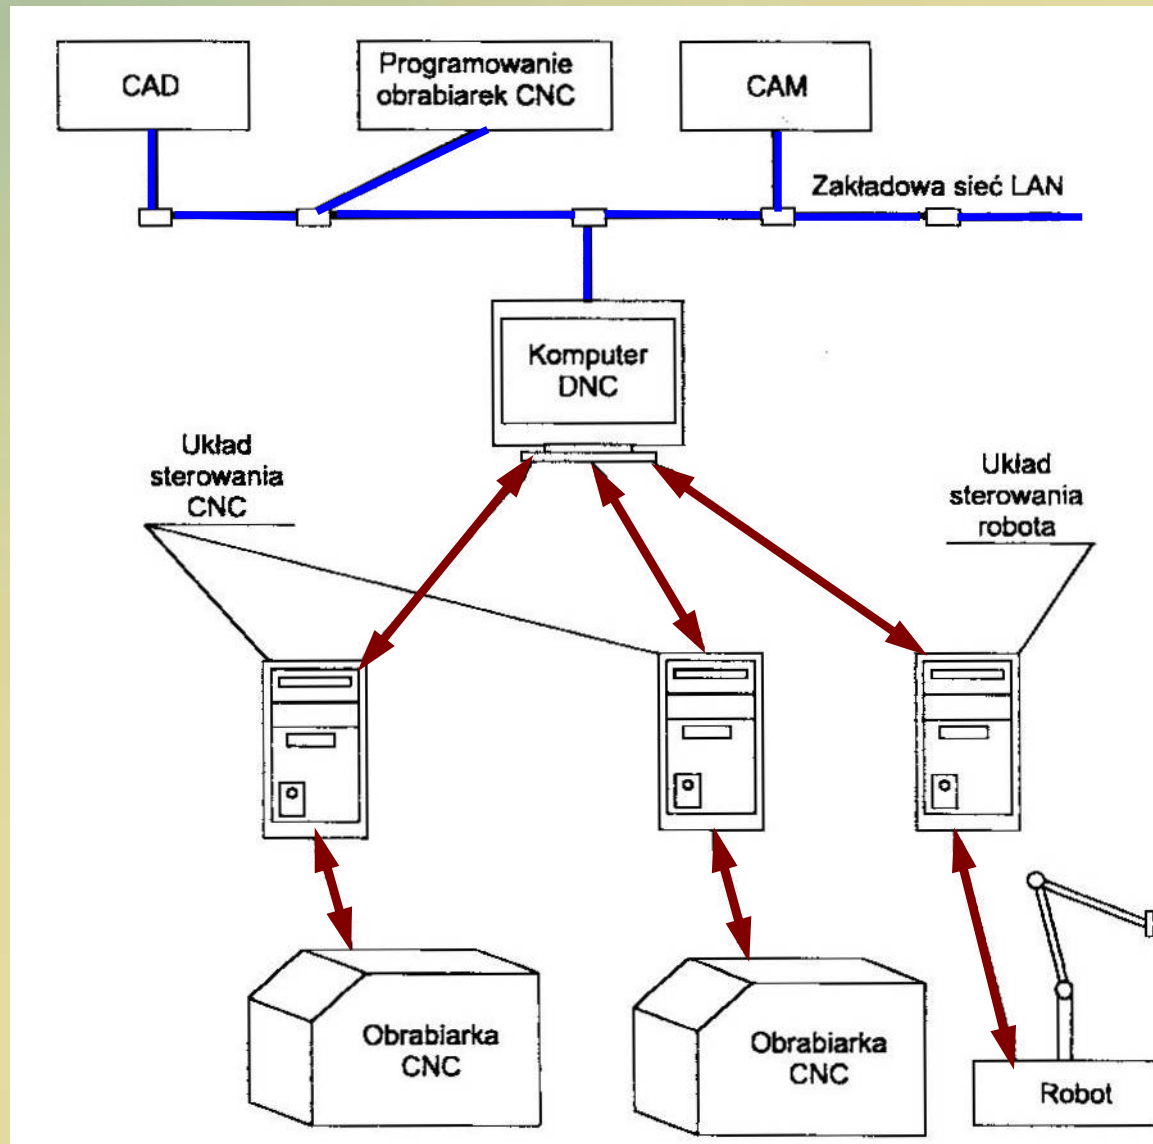 CAD
Programowanie
obrabiarek CNC
CAM
Zakładowa sieć LAN
Komputer
DNC
Układ
sterowania
CNC
Układ
sterowania
robota
Obrabiarka
CNC
Obrabiarka
CNC
Robot